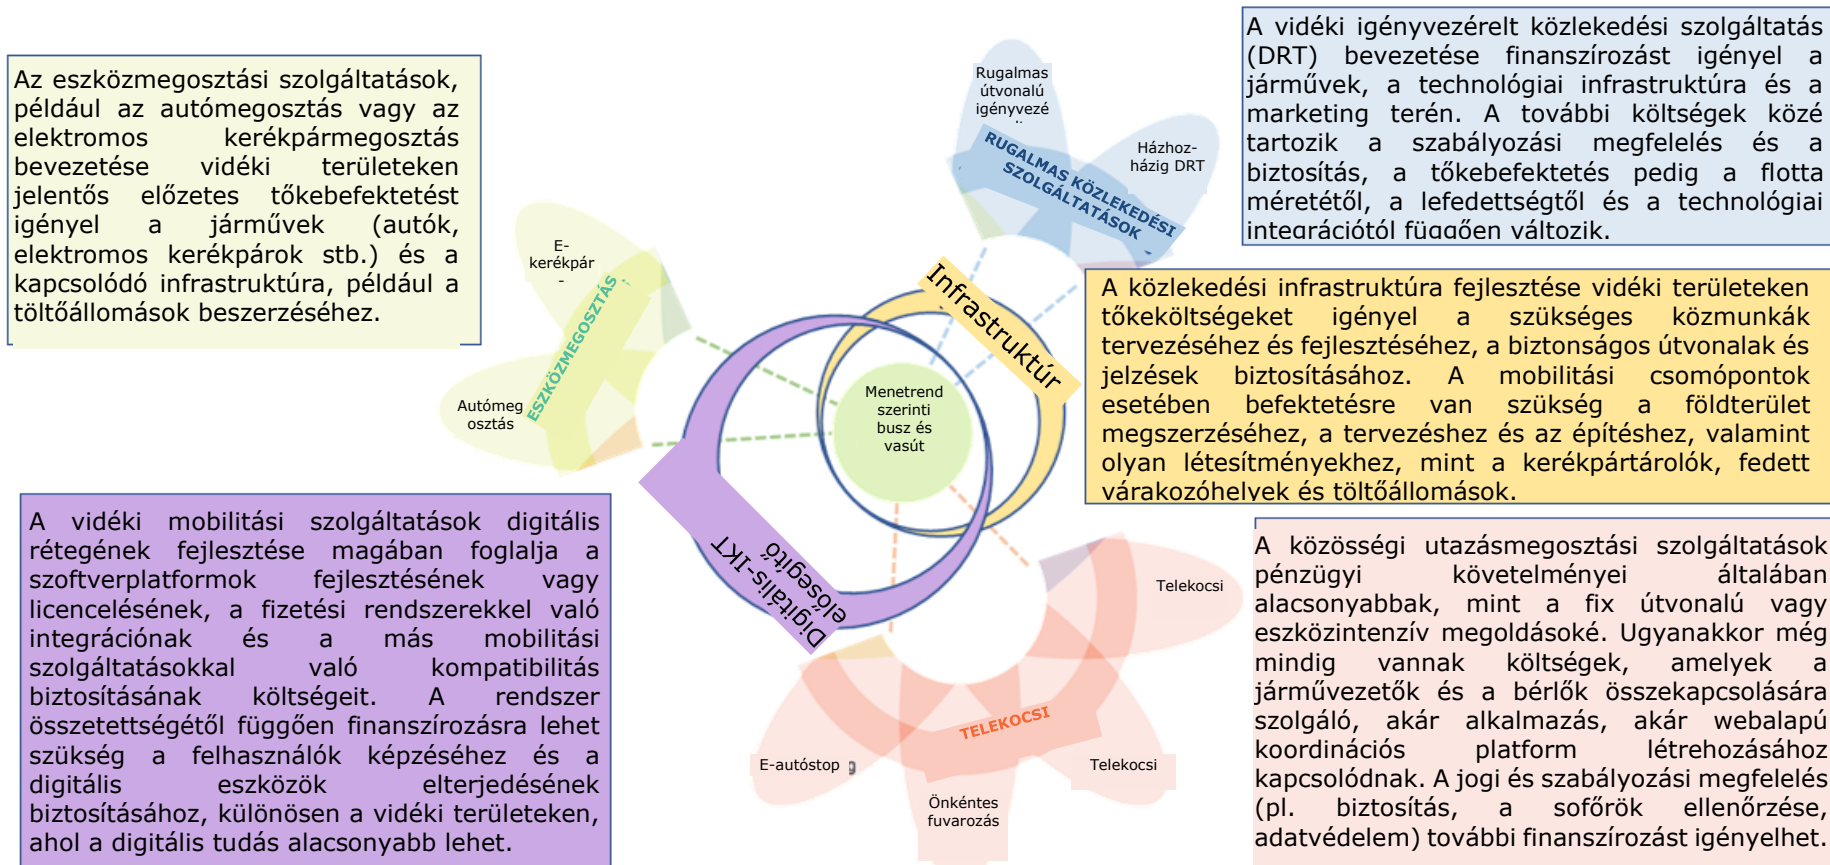 Az eszközmegosztási szolgáltatások,
például az autómegosztás vagy az
elektromos kerékpármegosztás
bevezetése vidéki területeken
jelentős előzetes tőkebefektetést
igényel a járművek (autók,
elektromos kerékpárok stb.) és a
kapcsolódó infrastruktúra, például a
töltőállomások beszerzéséhez.
A vidéki igényvezérelt közlekedési szolgáltatás
(DRT) bevezetése finanszírozást igényel a
járművek, a technológiai infrastruktúra és a
marketing terén. A további költségek közé
tartozik a szabályozási megfelelés és a
biztosítás, a tőkebefektetés pedig a flotta
méretétől, a lefedettségtől és a technológiai
integrációtól függően változik.
Rugalmas
útvonalú
igényvezé
Házhoz-
házig DRT
RUGALMAS KÖZLEKEDÉSI
SZOLGÁLTATÁSOK
E-
kerékpár
-
ESZKÖZMEGOSZTÁS
Autómeg
osztás
Infrastruktúr
Menetrend
szerinti
busz és
vasút
Digitális-IKT
elősegítő
A közlekedési infrastruktúra fejlesztése vidéki területeken
tőkeköltségeket igényel a szükséges közmunkák
tervezéséhez és fejlesztéséhez, a biztonságos útvonalak és
jelzések biztosításához. A mobilitási csomópontok
esetében befektetésre van szükség a földterület
megszerzéséhez, a tervezéshez és az építéshez, valamint
olyan létesítményekhez, mint a kerékpártárolók, fedett
várakozóhelyek és töltőállomások.
A vidéki mobilitási szolgáltatások digitális
rétegének fejlesztése magában foglalja a
szoftverplatformok fejlesztésének vagy
licencelésének, a fizetési rendszerekkel való
integrációnak és a más mobilitási
szolgáltatásokkal való kompatibilitás
biztosításának költségeit. A rendszer
összetettségétől függően finanszírozásra lehet
szükség a felhasználók képzéséhez és a
digitális eszközök elterjedésének
biztosításához, különösen a vidéki területeken,
ahol a digitális tudás alacsonyabb lehet.
Telekocsi
TELEKOCSI
E-autóstop
Telekocsi
Önkéntes
fuvarozás
A közösségi utazásmegosztási szolgáltatások
pénzügyi követelményei általában
alacsonyabbak, mint a fix útvonalú vagy
eszközintenzív megoldásoké. Ugyanakkor még
mindig vannak költségek, amelyek a
járművezetők és a bérlők összekapcsolására
szolgáló, akár alkalmazás, akár webalapú
koordinációs platform létrehozásához
kapcsolódnak. A jogi és szabályozási megfelelés
(pl. biztosítás, a sofőrök ellenőrzése,
adatvédelem) további finanszírozást igényelhet.